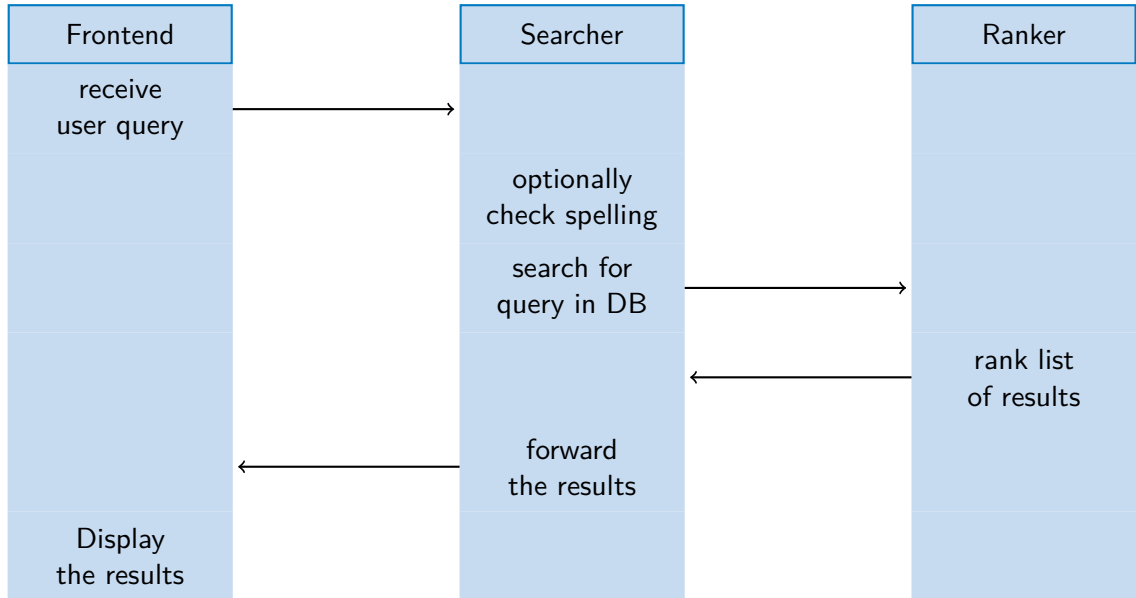 Frontend
Searcher
Ranker
receive
user query
optionally
check spelling
search for
query in DB
rank list
of results
forward
the results
Display
the results